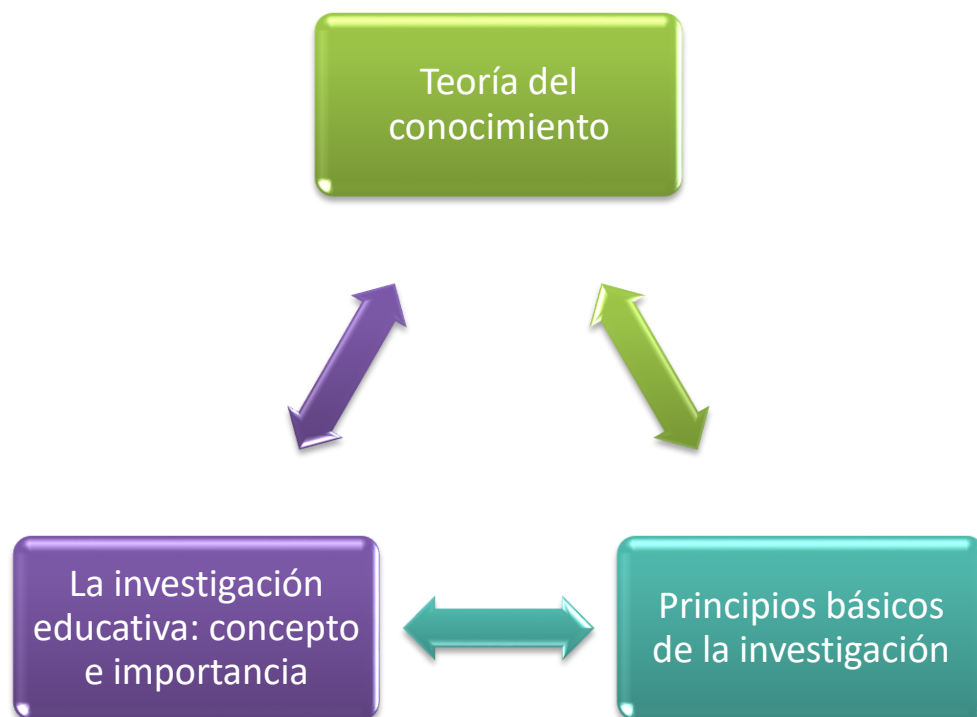 Teoría del
conocimiento
La investigación
educativa: concepto
e importancia
Principios básicos
de la investigación